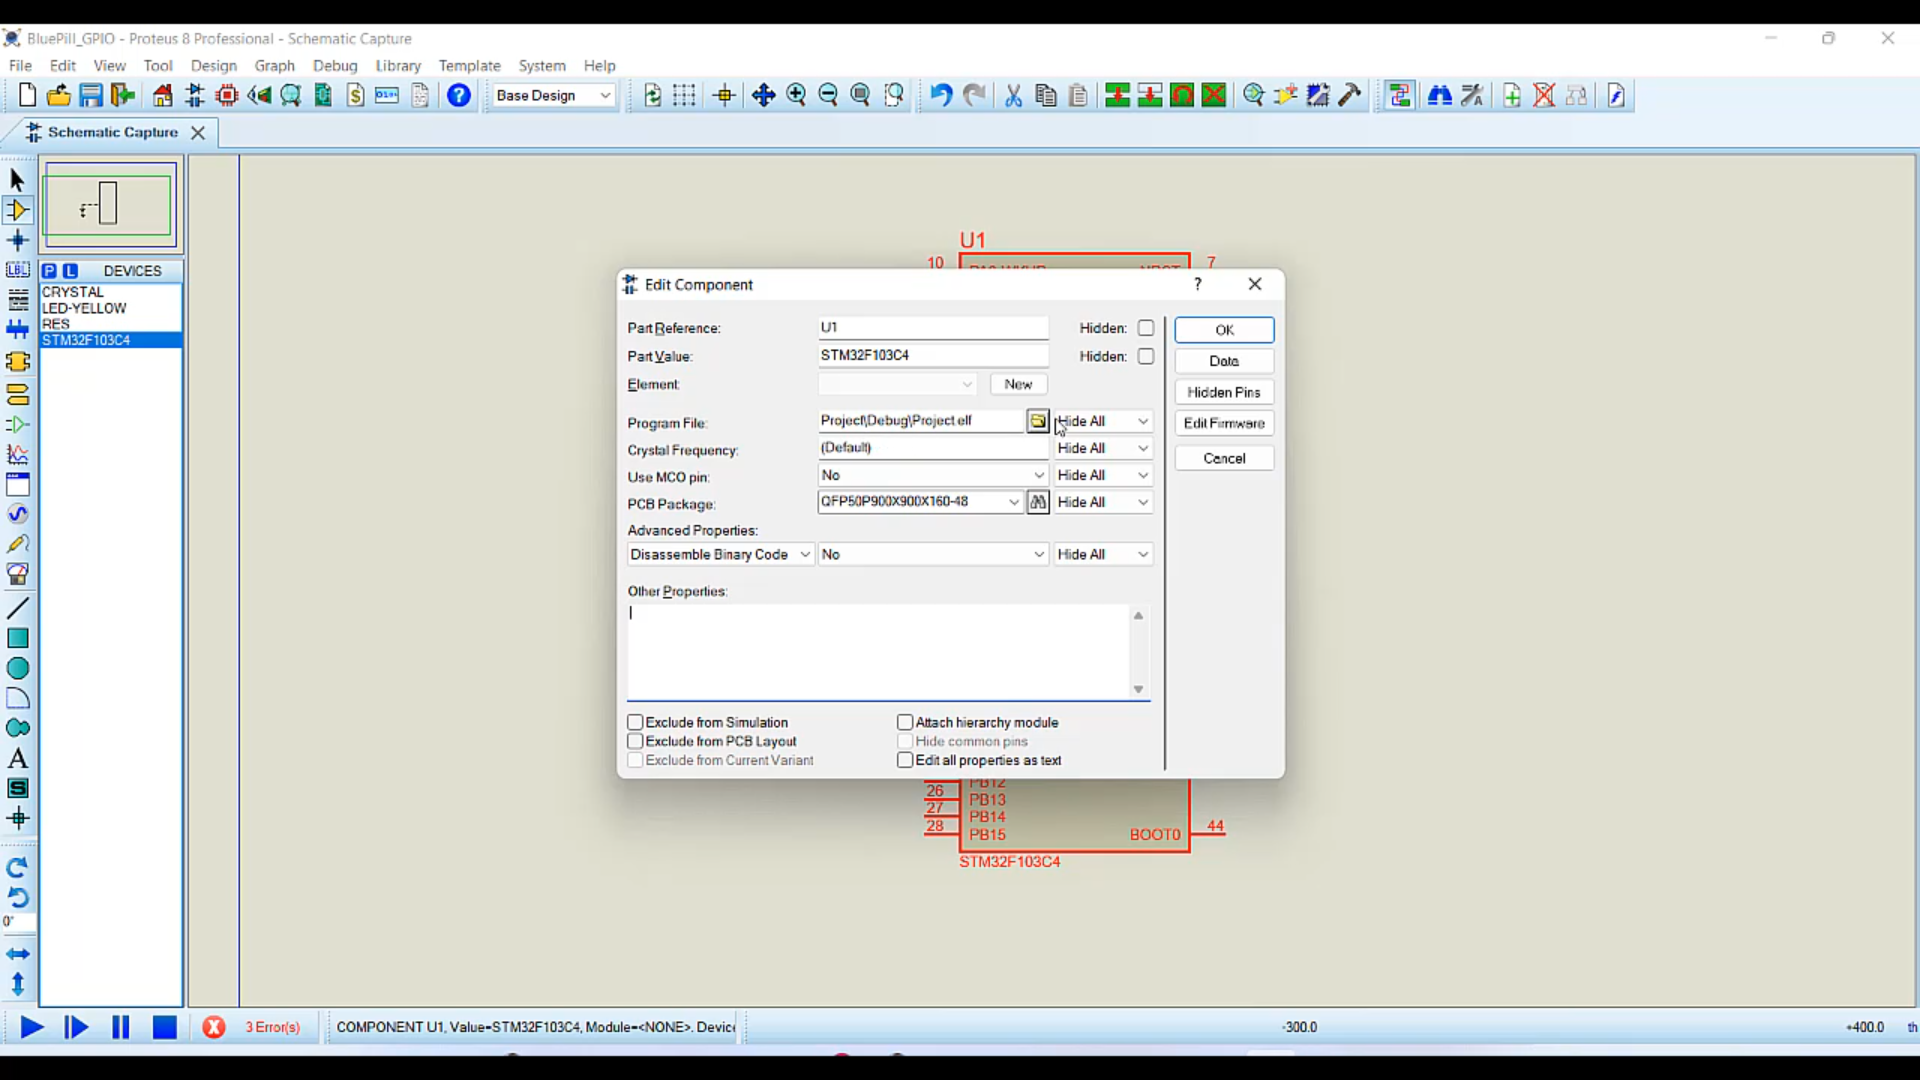 BluePill_GPIO - Proteus 8 Professional - Schematic Capture
File Edit View Tool Design Graph Debug Library Template System Help
Base Design
Schematic Capture
P L DEVICES
CRYSTAL
LED-YELLOW
RES
STM32F103C4
LBL
A
S
0°
U1
10 7
Edit Component ?
Part Reference: U1 Hidden:
Part Value: STM32F103C4 Hidden:
Element: New
Program File: Project\Debug\Project.elf Hide All
Crystal Frequency: (Default) Hide All
Use MCO pin: No Hide All
PCB Package: QFP50P900X900X160-48 Hide All
Advanced Properties:
Disassemble Binary Code No Hide All
Other Properties:
Exclude from Simulation Attach hierarchy module
Exclude from PCB Layout Hide common pins
Exclude from Current Variant Edit all properties as text
OK
Data
Hidden Pins
Edit Firmware
Cancel
PB12
26 PB13
27 PB14
28 PB15 BOOT0 44
STM32F103C4
3 Error(s) COMPONENT U1, Value=STM32F103C4, Module=<NONE>. Device -300.0 +400.0 th